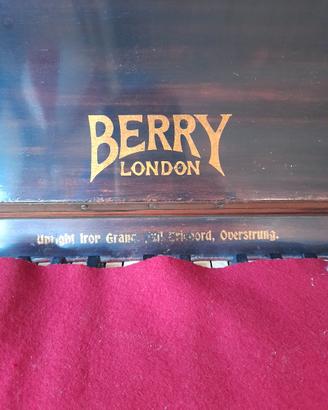 BERRY
LONDON
Upright Iron Grand, Full Trichord, Overstrung.